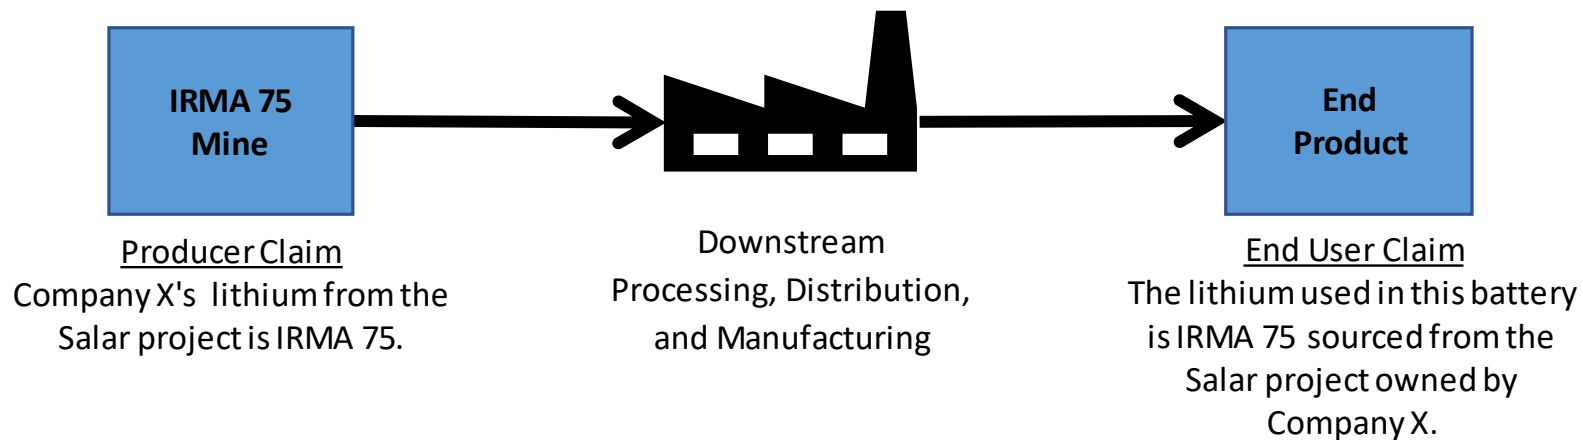 IRMA 75
Mine
End
Product
Producer Claim
Company X's lithium from the
Salar project is IRMA 75.
Downstream
Processing, Distribution,
and Manufacturing
End User Claim
The lithium used in this battery
is IRMA 75 sourced from the
Salar project owned by
Company X.